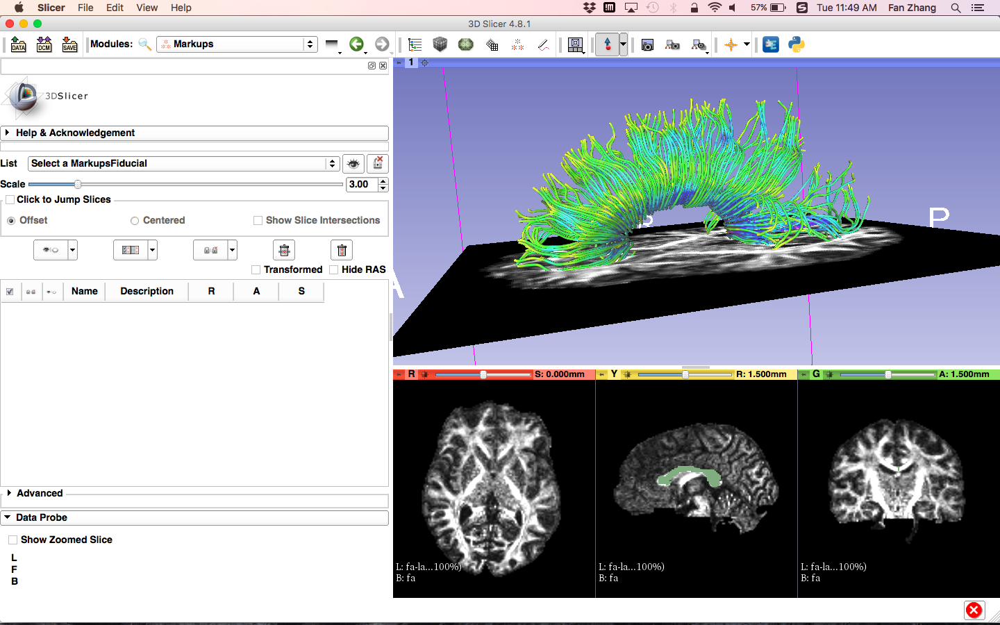 Slicer File Edit View Help 57% Tue 11:49 AM Fan Zhang
3D Slicer 4.8.1
DATA DCM SAVE Modules: Markups
1
3DSlicer
Help & Acknowledgement
List Select a MarkupsFiducial
Scale 3.00
Click to Jump Slices
Offset Centered Show Slice Intersections
Transformed Hide RAS
Name Description R A S
Advanced
Data Probe
Show Zoomed Slice
L
F
B
R
P
A
R S: 0.000mm Y R: 1.500mm G A: 1.500mm
L: fa-la...100%) L: fa-la...100%) L: fa-la...100%)
B: fa B: fa B: fa